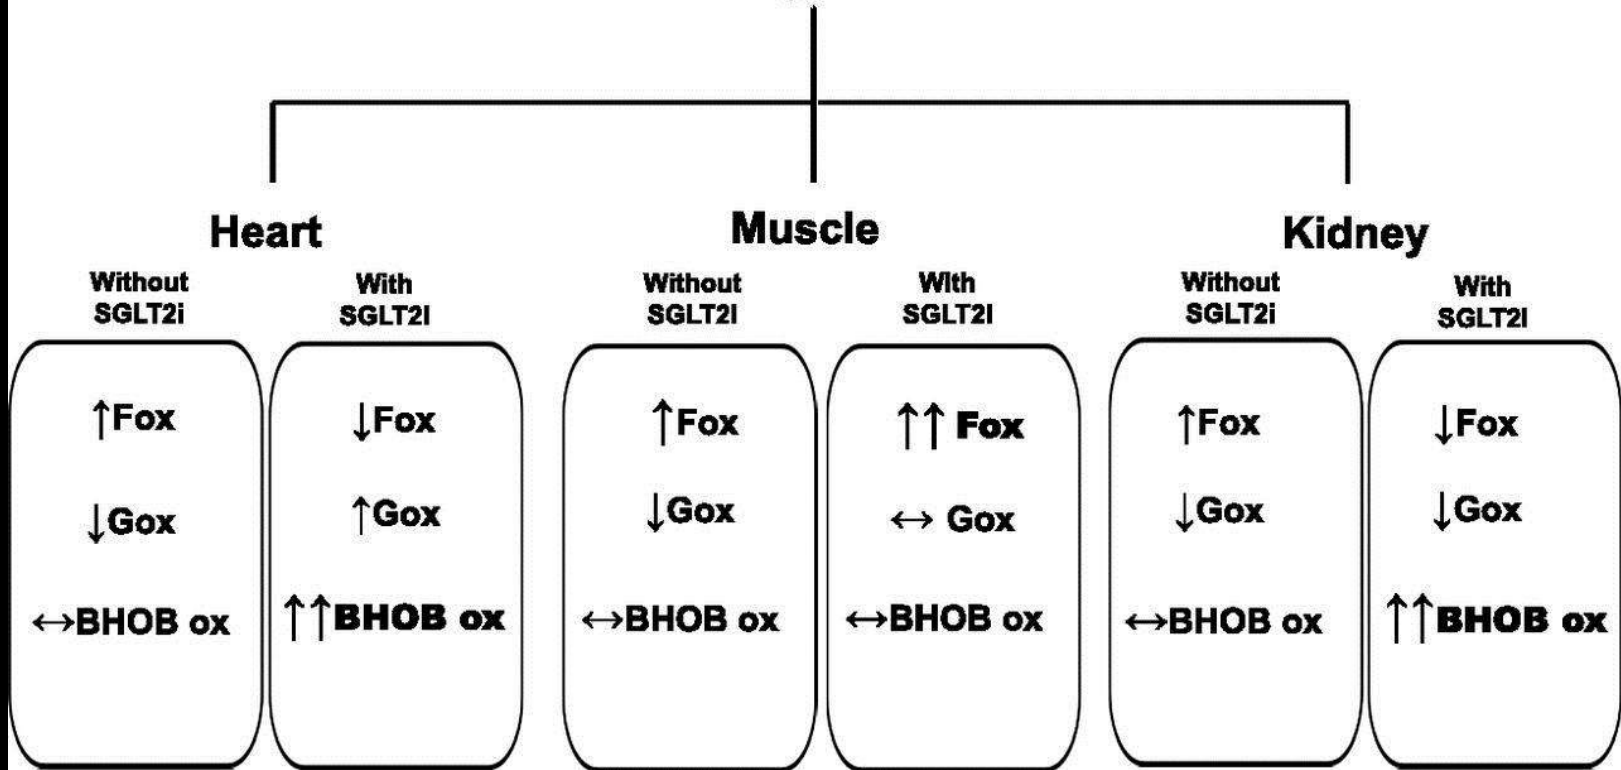 Heart
Muscle
Kidney
Without
SGLT2i
With
SGLT2I
Without
SGLT2I
WIth
SGLT2I
Without
SGLT2i
With
SGLT2I
↑Fox
↓Gox
↔BHOB ox
↓Fox
↑Gox
↑↑BHOB ox
↑Fox
↓Gox
↔BHOB ox
↑↑ Fox
↔ Gox
↔BHOB ox
↑Fox
↓Gox
↔BHOB ox
↓Fox
↓Gox
↑↑BHOB ox